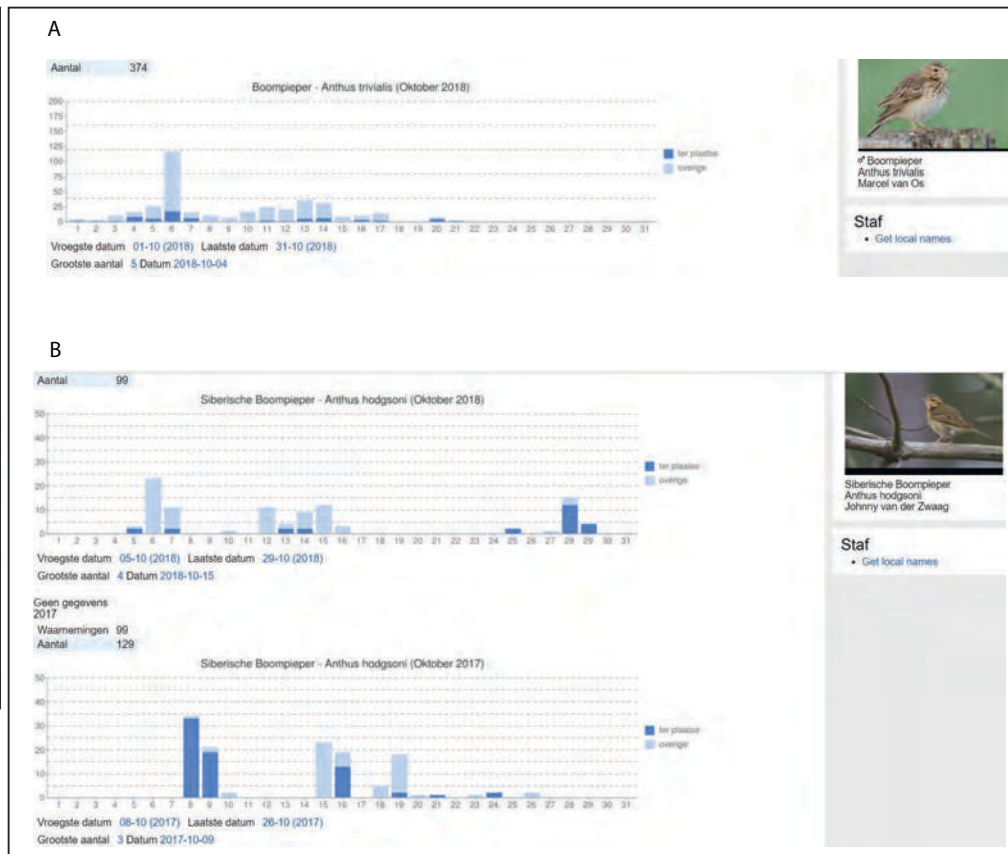 A
Aantal 374
Boompieper - Anthus trivialis (Oktober 2018)
200
175
150
125
100
75
50
25
0
1 2 3 4 5 6 7 8 9 10 11 12 13 14 15 16 17 18 19 20 21 22 23 24 25 26 27 28 29 30 31
ter plaatse
overige
Vroegste datum 01-10 (2018) Laatste datum 31-10 (2018)
Grootste aantal 5 Datum 2018-10-04
♂ Boompieper
Anthus trivialis
Marcel van Os
Staf
• Get local names
B
Aantal 99
Siberische Boompieper - Anthus hodgsoni (Oktober 2018)
50
40
30
20
10
0
1 2 3 4 5 6 7 8 9 10 11 12 13 14 15 16 17 18 19 20 21 22 23 24 25 26 27 28 29 30 31
ter plaatse
overige
Vroegste datum 05-10 (2018) Laatste datum 29-10 (2018)
Grootste aantal 4 Datum 2018-10-15
Siberische Boompieper
Anthus hodgsoni
Johnny van der Zwaag
Staf
• Get local names
Geen gegevens
2017
Waarnemingen 99
Aantal 129
Siberische Boompieper - Anthus hodgsoni (Oktober 2017)
50
40
30
20
10
0
1 2 3 4 5 6 7 8 9 10 11 12 13 14 15 16 17 18 19 20 21 22 23 24 25 26 27 28 29 30 31
ter plaatse
overige
Vroegste datum 08-10 (2017) Laatste datum 26-10 (2017)
Grootste aantal 3 Datum 2017-10-09